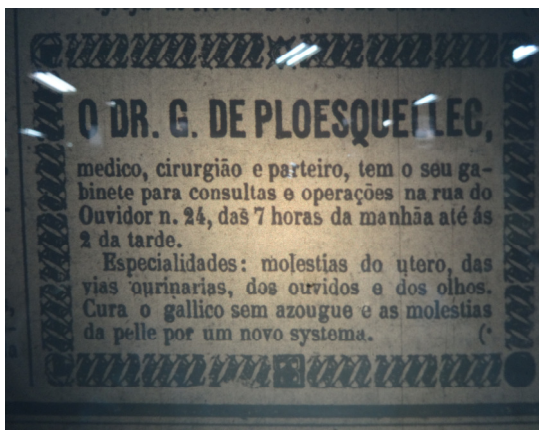 O DR. G. DE PLOESQUELLEC,
medico, cirurgião e parteiro, tem o seu ga-
binete para consultas e operações na rua do
Ouvidor n. 24, das 7 horas da manhãa até ás
2 da tarde.
Especialidades: molestias do utero, das
vias ourinarias, dos ouvidos e dos olhos.
Cura o gallico sem azougue e as molestias
da pelle por um novo systema. (·